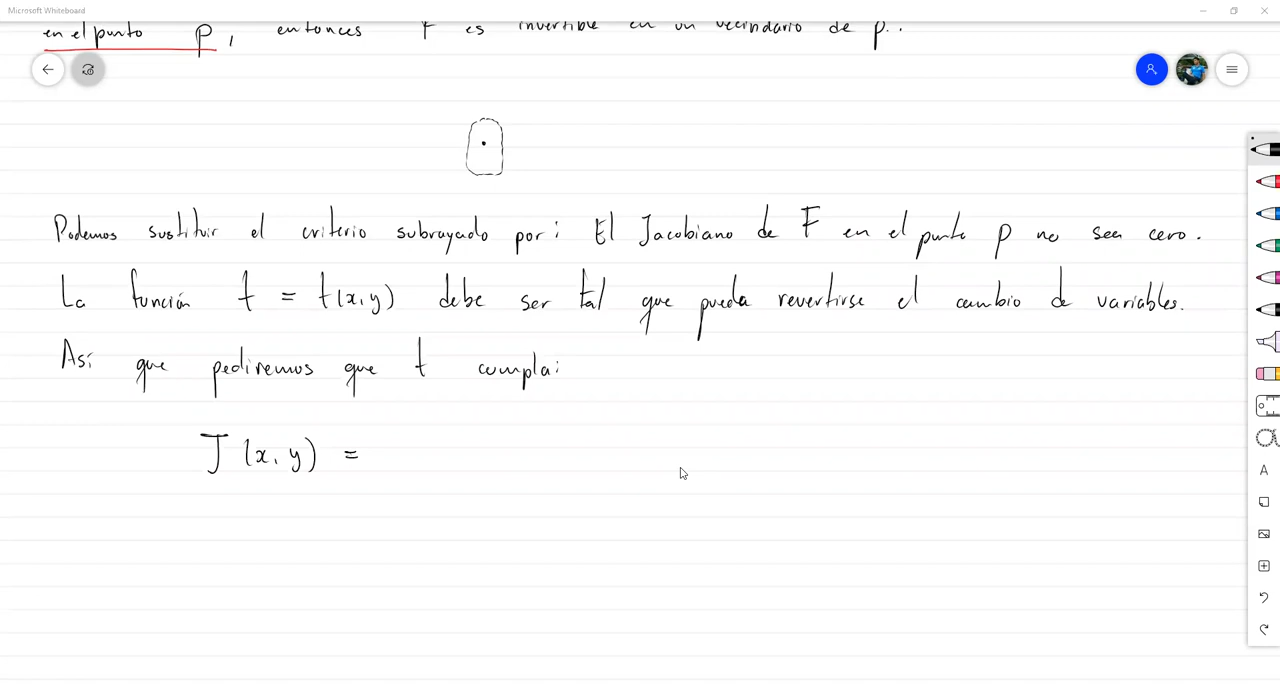 Microsoft Whiteboard
en el punto p, entonces F es invertible en un vecindario de p..
Podemos sustituir el criterio subrayado por: El Jacobiano de F en el punto p no sea cero.
La función t = t(x,y) debe ser tal que pueda revertirse el cambio de variables.
Así que pediremos que t cumpla:
J(x,y) =
A